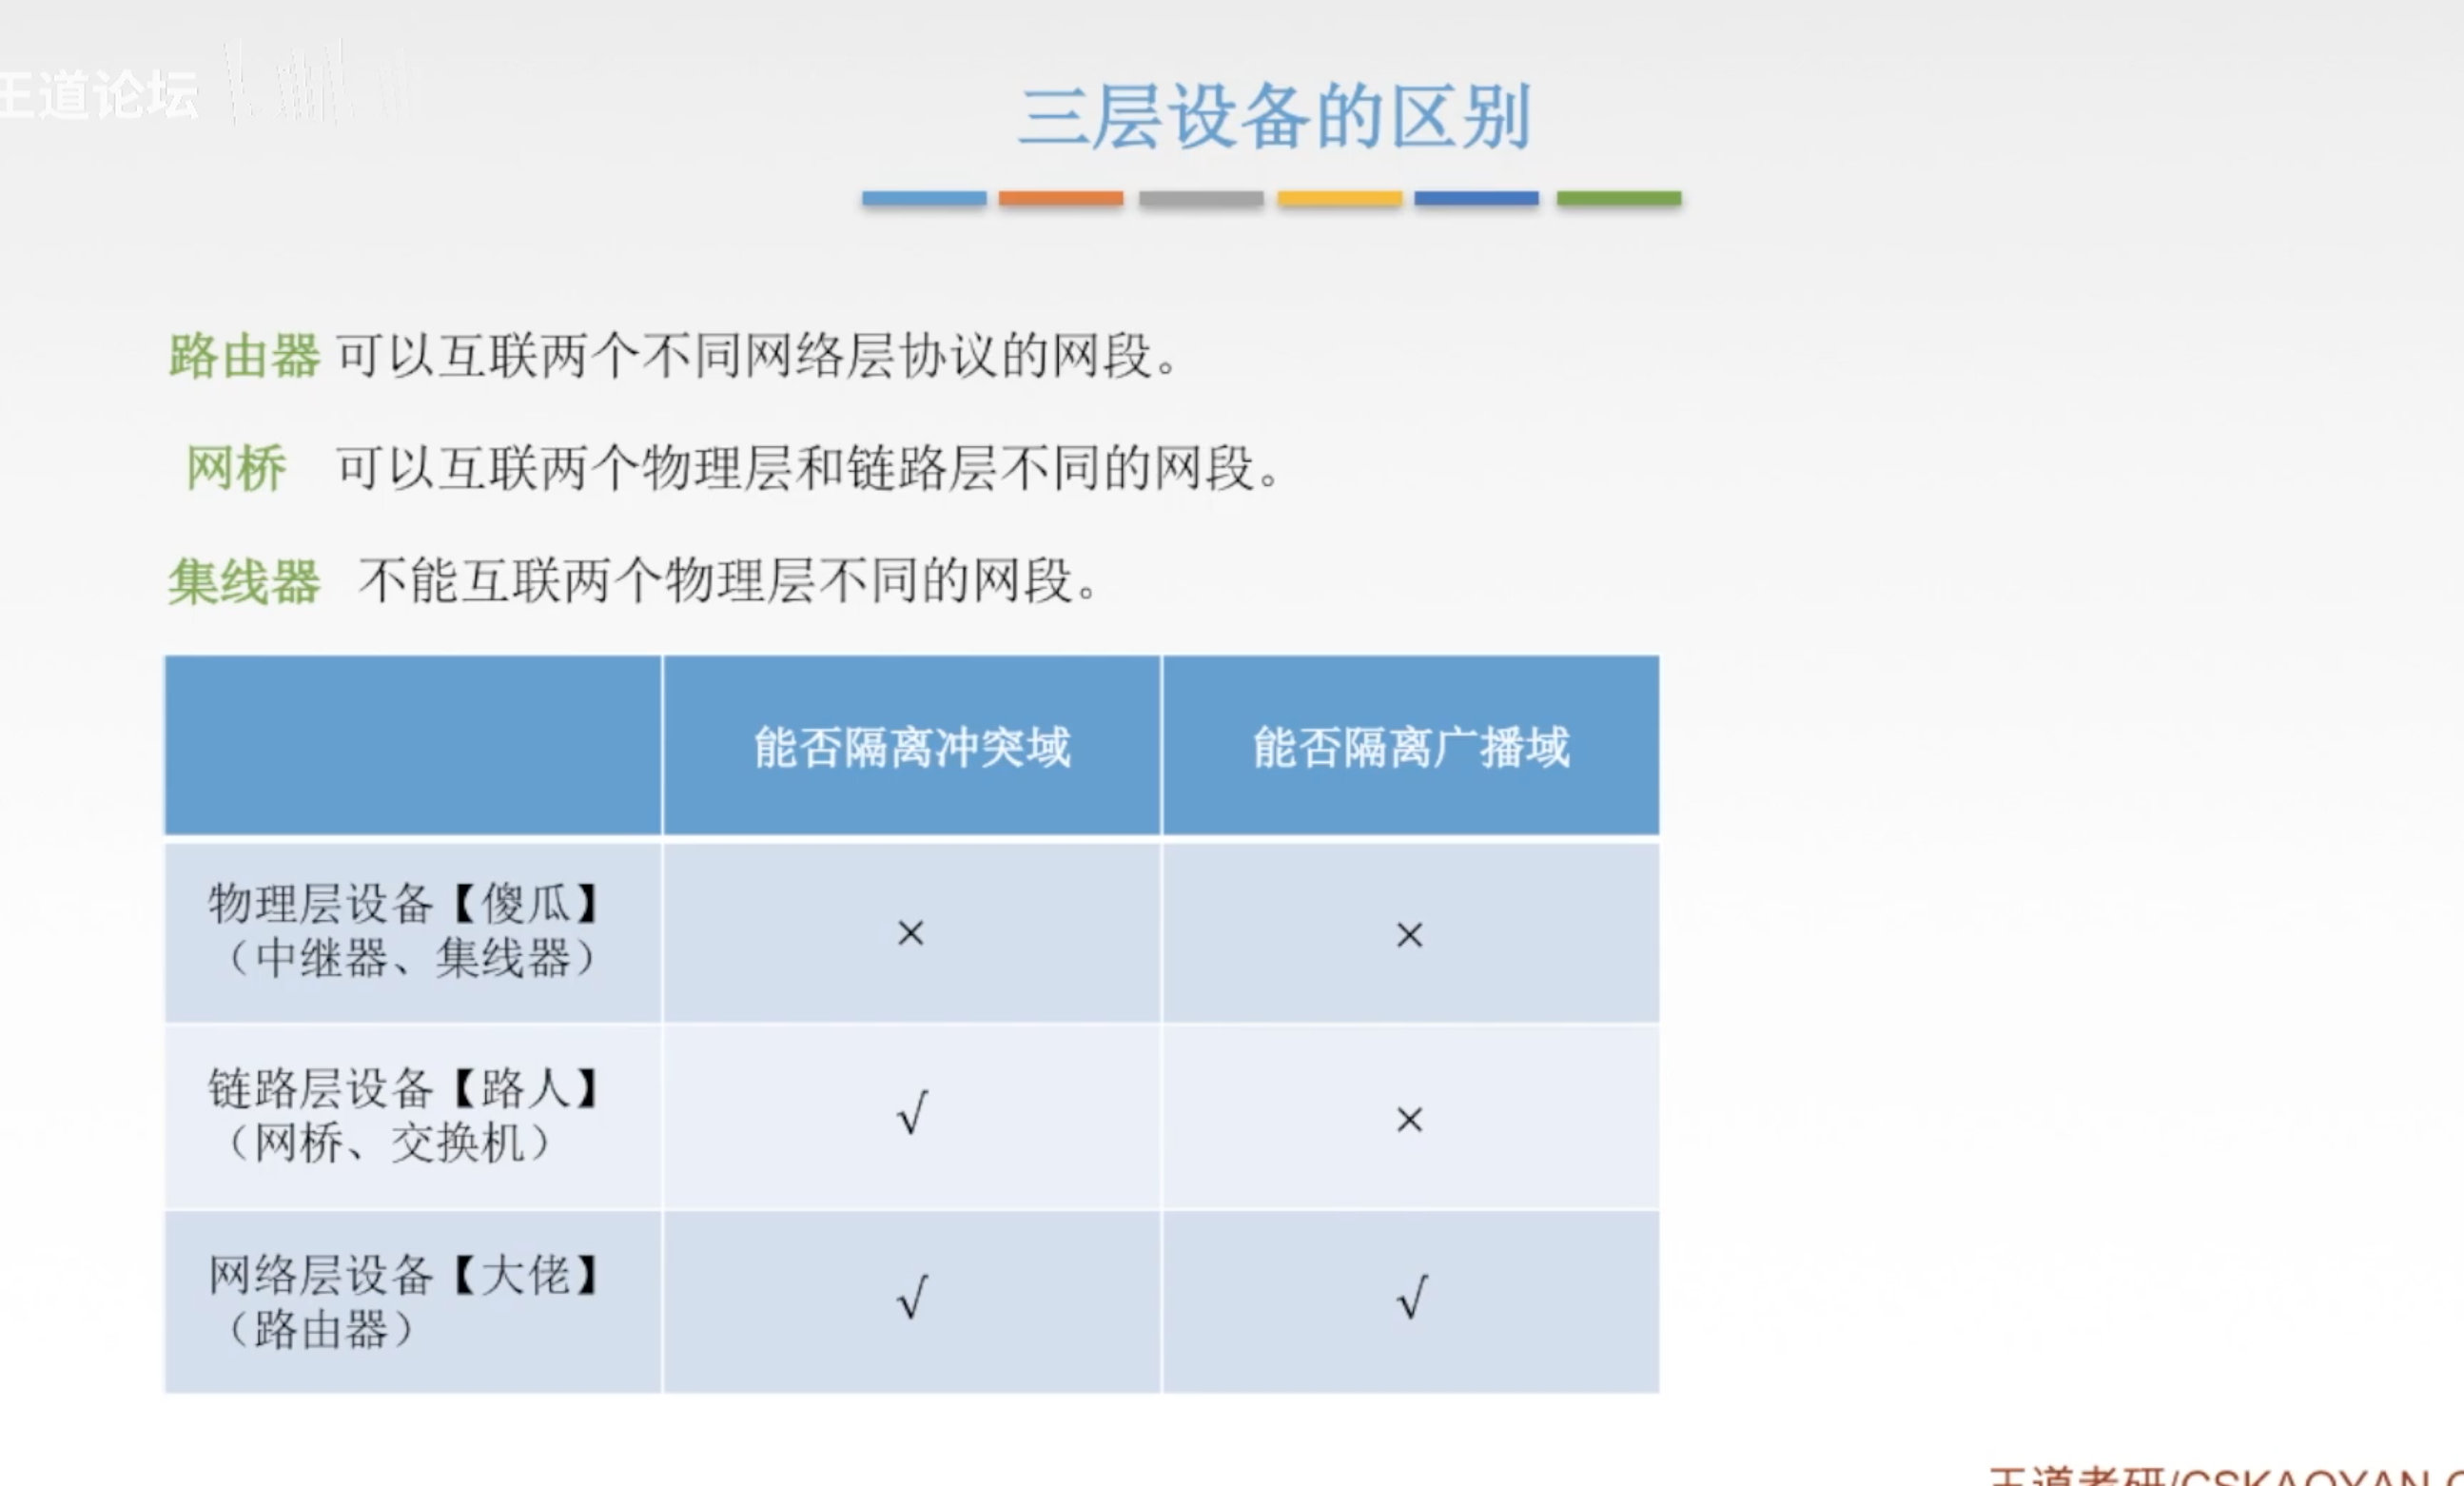 王道论坛
三层设备的区别
路由器 可以互联两个不同网络层协议的网段。
网桥 可以互联两个物理层和链路层不同的网段。
集线器 不能互联两个物理层不同的网段。
能否隔离冲突域 能否隔离广播域
物理层设备【傻瓜】
（中继器、集线器） × ×
链路层设备【路人】
（网桥、交换机） √ ×
网络层设备【大佬】
（路由器） √ √
王道考研/CSKAOYAN.C